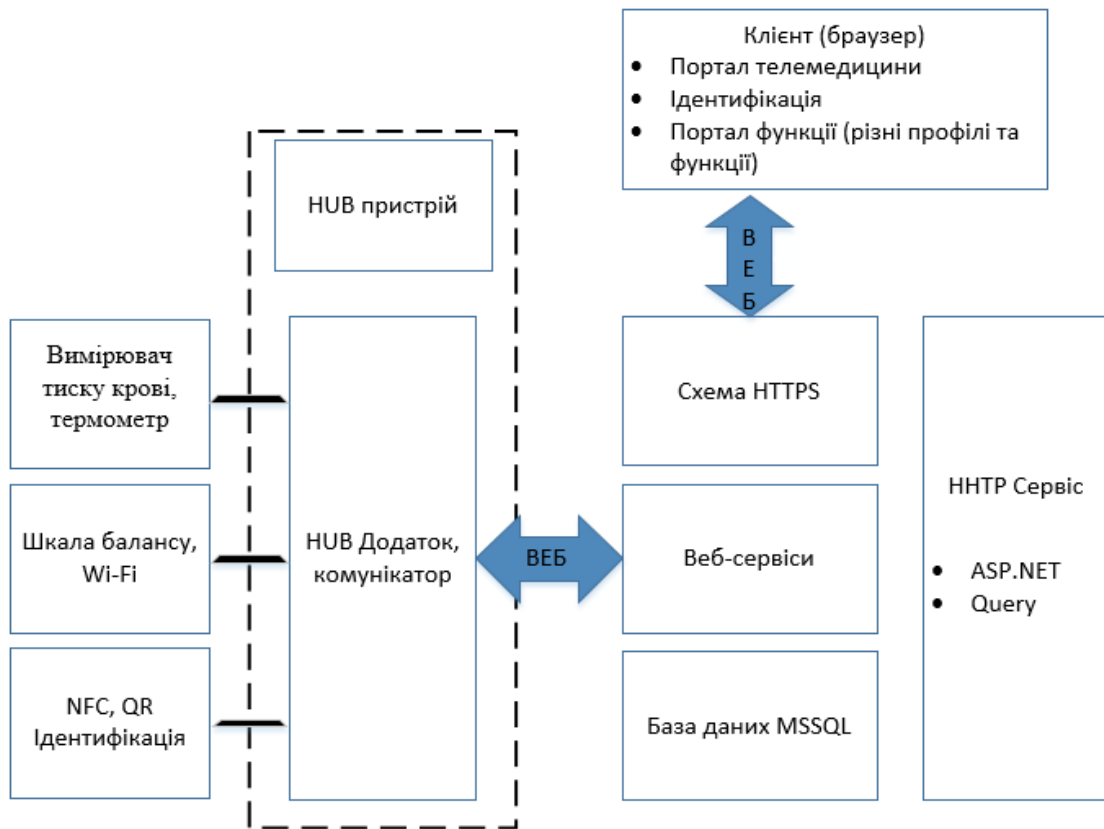 Клієнт (браузер)
• Портал телемедицини
• Ідентифікація
• Портал функції (різні профілі та
функції)
HUB пристрій
В
Е
Б
Вимірювач
тиску крові,
термометр
Шкала балансу,
Wi-Fi
NFC, QR
Ідентифікація
HUB Додаток,
комунікатор
ВЕБ
Схема HTTPS
Веб-сервіси
База даних MSSQL
ННТР Сервіс
• ASP.NET
• Query